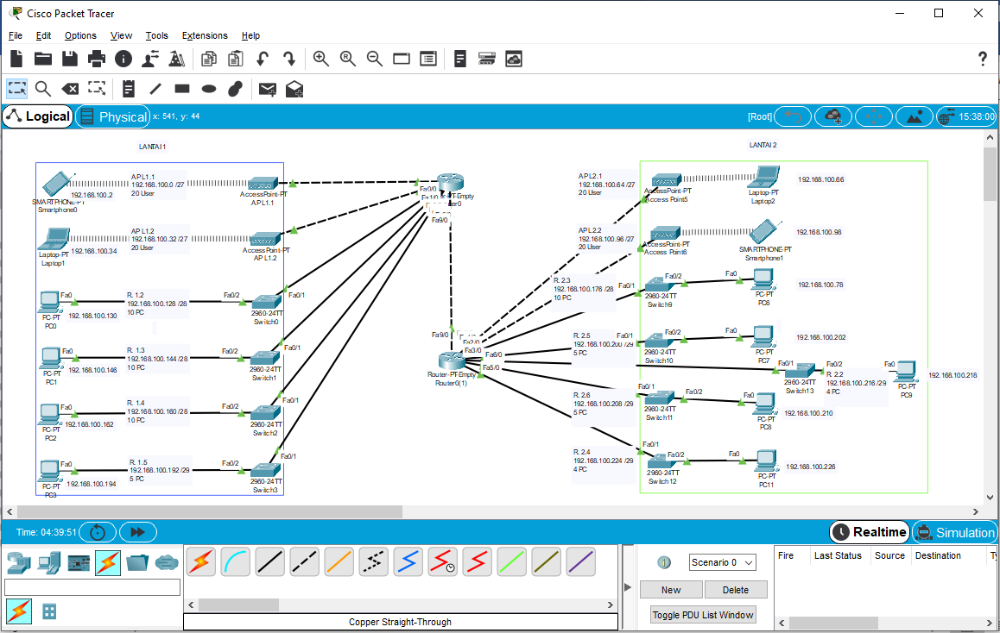 Cisco Packet Tracer
File Edit Options View Tools Extensions Help
Logical Physical x: 541, y: 44 [Root] 15:38:00
LANTAI 1
SMARTPHONE-PT
Smartphone0
192.168.100.2
AP L1.1
192.168.100.0 /27
20 User
AccessPoint-PT
AP L1.1
Laptop-PT
Laptop1
192.168.100.34
AP L1.2
192.168.100.32 /27
20 User
AccessPoint-PT
AP L1.2
Fa0
PC-PT
PC0
192.168.100.130
R. 1.2
192.168.100.128 /28
10 PC
Fa0/2
Fa0/1
2960-24TT
Switch0
Fa0
PC-PT
PC1
192.168.100.146
R. 1.3
192.168.100.144 /28
10 PC
Fa0/2
Fa0/1
2960-24TT
Switch1
Fa0
PC-PT
PC2
192.168.100.162
R. 1.4
192.168.100.160 /28
10 PC
Fa0/2
Fa0/1
2960-24TT
Switch2
Fa0
PC-PT
PC3
192.168.100.194
R. 1.5
192.168.100.192 /29
5 PC
Fa0/2
Fa0/1
2960-24TT
Switch3
Fa0/0
Fa1/0
PT-Empty
Fa9/0
Fa9/0
Fa2/0
Fa3/0
Fa6/0
Fa5/0
Router-PT-Empty
Router0(1)
LANTAI 2
AP L2.1
192.168.100.64 /27
20 User
AccessPoint-PT
Access Point5
Laptop-PT
Laptop2
192.168.100.66
AP L2.2
192.168.100.96 /27
20 User
AccessPoint-PT
Access Point6
SMARTPHONE-PT
Smartphone1
192.168.100.98
R. 2.3
192.168.100.176 /28
10 PC
Fa0/1
Fa0/2
2960-24TT
Switch9
Fa0
PC-PT
PC6
192.168.100.78
R. 2.5
192.168.100.200 /29
5 PC
Fa0/1
Fa0/2
2960-24TT
Switch10
Fa0
PC-PT
PC7
192.168.100.202
Fa0/1
Fa0/2
2960-24TT
Switch13
R. 2.2
192.168.100.216 /29
4 PC
Fa0
PC-PT
PC9
192.168.100.218
R. 2.6
192.168.100.208 /29
5 PC
Fa0/1
Fa0/2
2960-24TT
Switch11
Fa0
PC-PT
PC8
192.168.100.210
R. 2.4
192.168.100.224 /29
4 PC
Fa0/1
Fa0/2
2960-24TT
Switch12
Fa0
PC-PT
PC11
192.168.100.226
Time: 04:39:51 Realtime Simulation
Scenario 0
New Delete
Toggle PDU List Window
Fire Last Status Source Destination
Copper Straight-Through